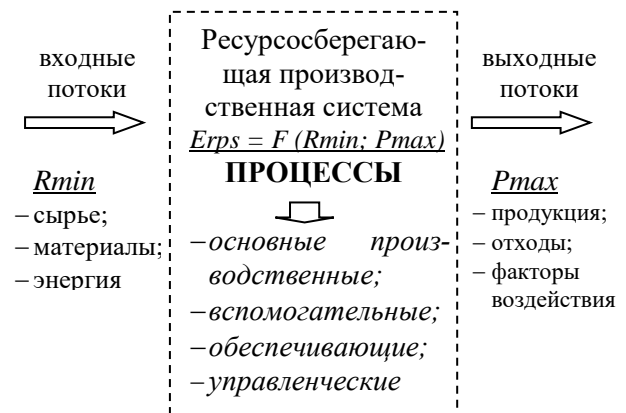 входные
потоки
Rmin
– сырье;
– материалы;
– энергия
Ресурсосберегаю-
щая производ-
ственная система
Erps = F (Rmin; Pmax)
ПРОЦЕССЫ
– основные произ-
водственные;
– вспомогательные;
– обеспечивающие;
– управленческие
выходные
потоки
Pmax
– продукция;
– отходы;
– факторы
воздействия